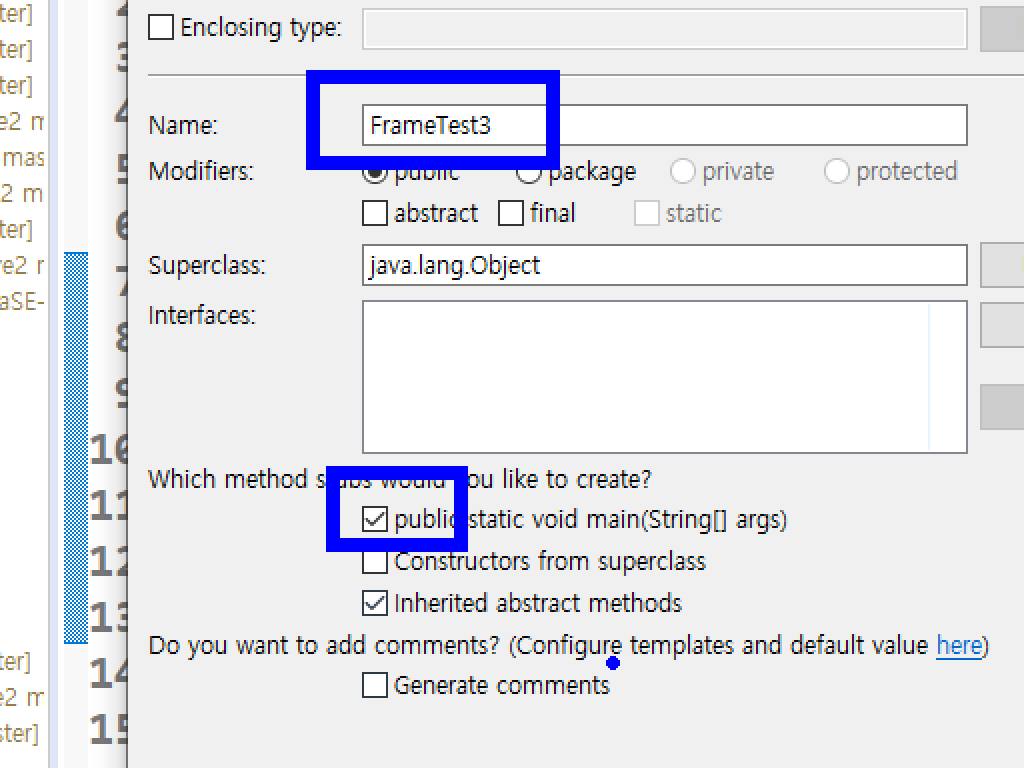 ter]
ter]
ter]
e2 m
mas
2 m
ter]
ve2 r
aSE-
ter]
e2 m
ster]
3
4
5
6
7
8
9
10
11
12
13
14
15
Enclosing type:
Name: FrameTest3
Modifiers: public package private protected
abstract final static
Superclass: java.lang.Object
Interfaces:
Which method stubs would you like to create?
public static void main(String[] args)
Constructors from superclass
Inherited abstract methods
Do you want to add comments? (Configure templates and default value here)
Generate comments